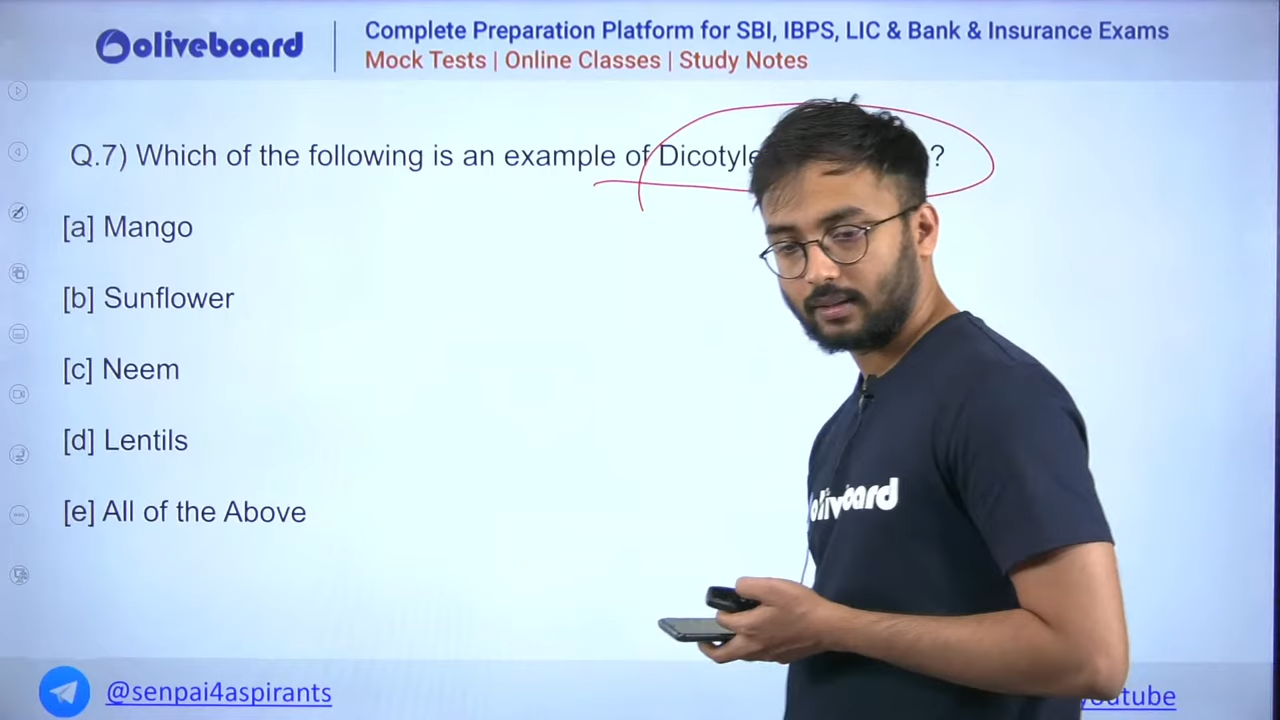 oliveboard
Complete Preparation Platform for SBI, IBPS, LIC & Bank & Insurance Exams
Mock Tests | Online Classes | Study Notes
Q.7) Which of the following is an example of Dicotyle ?
[a] Mango
[b] Sunflower
[c] Neem
[d] Lentils
[e] All of the Above
oliveboard
@senpai4aspirants
youtube